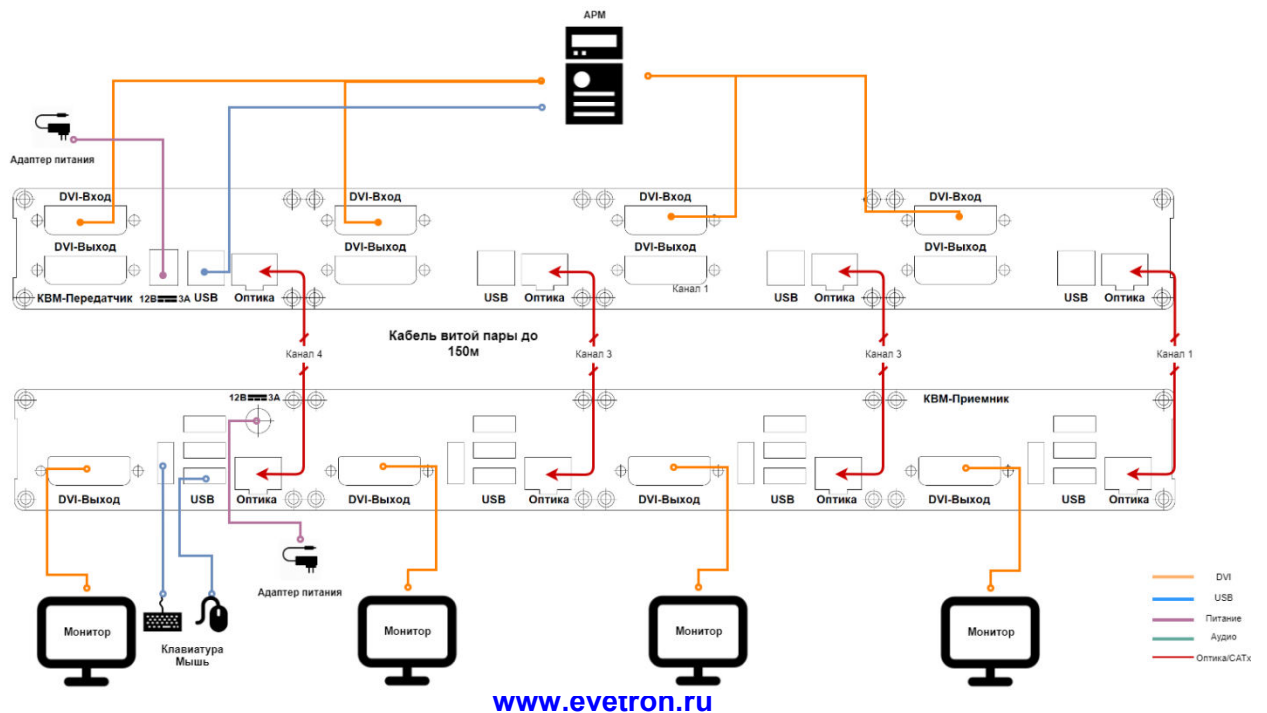 АРМ
Адаптер питания
DVI-Вход
DVI-Вход
DVI-Вход
DVI-Вход
DVI-Выход
DVI-Выход
DVI-Выход
DVI-Выход
КВМ-Передатчик
12В 3А
USB
Оптика
USB
Оптика
Канал 1
USB
Оптика
USB
Оптика
Кабель витой пары до
150м
Канал 4
Канал 3
Канал 3
Канал 1
12В 3А
КВМ-Приемник
DVI-Выход
USB
Оптика
DVI-Выход
USB
Оптика
DVI-Выход
USB
Оптика
DVI-Выход
USB
Оптика
Адаптер питания
Монитор
Клавиатура
Мышь
Монитор
Монитор
Монитор
DVI
USB
Питание
Аудио
Оптика/CATx
www.evetron.ru